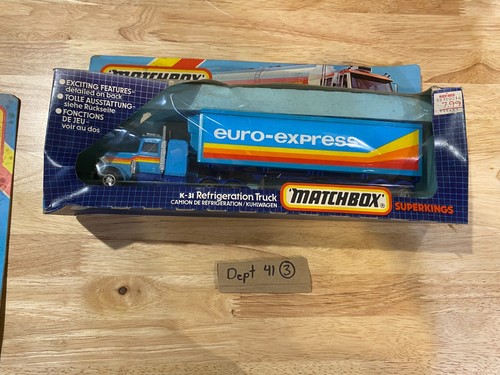 MATCHBOX
• EXCITING FEATURES-
detailed on back
• TOLLE AUSSTATTUNG-
siehe Rückseite
• FONCTIONS
DE JEU-
voir au dos
7.99
euro-express
K-31 Refrigeration Truck
CAMION DE REFRIGERATION/KUHLWAGEN
"MATCHBOX"
SUPERKINGS
Dept 41 ③